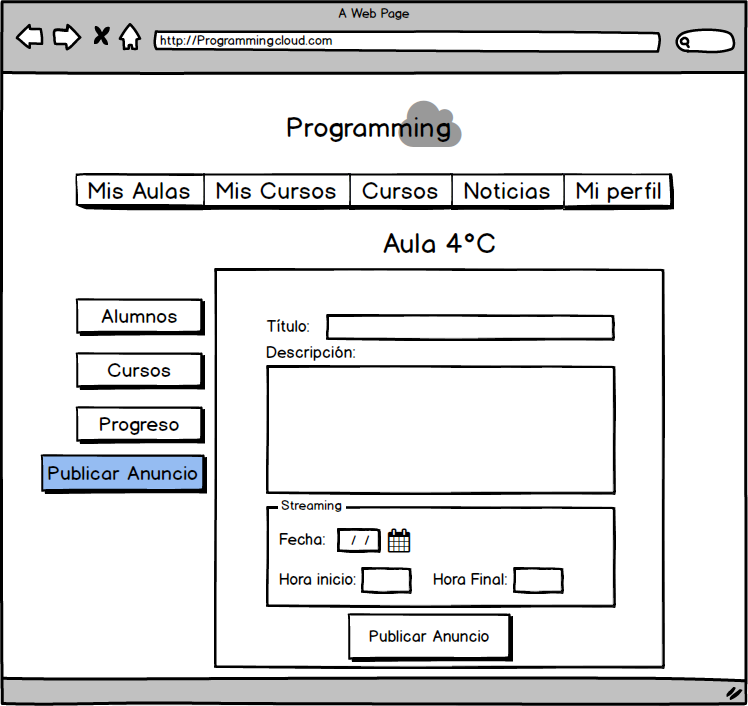 A Web Page
http://Programmingcloud.com
Programming
Mis Aulas Mis Cursos Cursos Noticias Mi perfil
Aula 4°C
Alumnos
Cursos
Progreso
Publicar Anuncio
Título:
Descripción:
Streaming
Fecha: / /
Hora inicio: Hora Final:
Publicar Anuncio